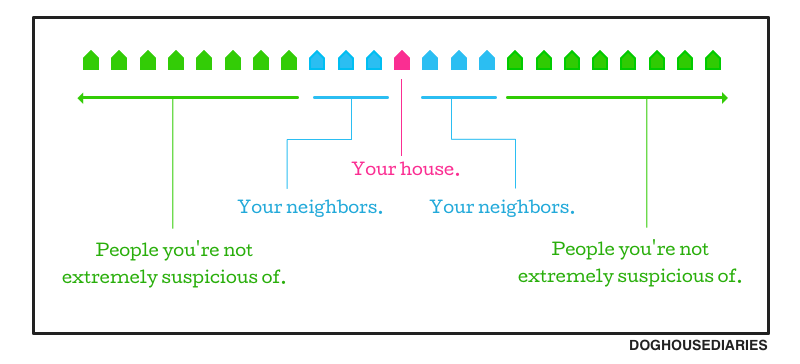 Your house.
Your neighbors.
Your neighbors.
People you're not
extremely suspicious of.
People you're not
extremely suspicious of.
DOGHOUSEDIARIES